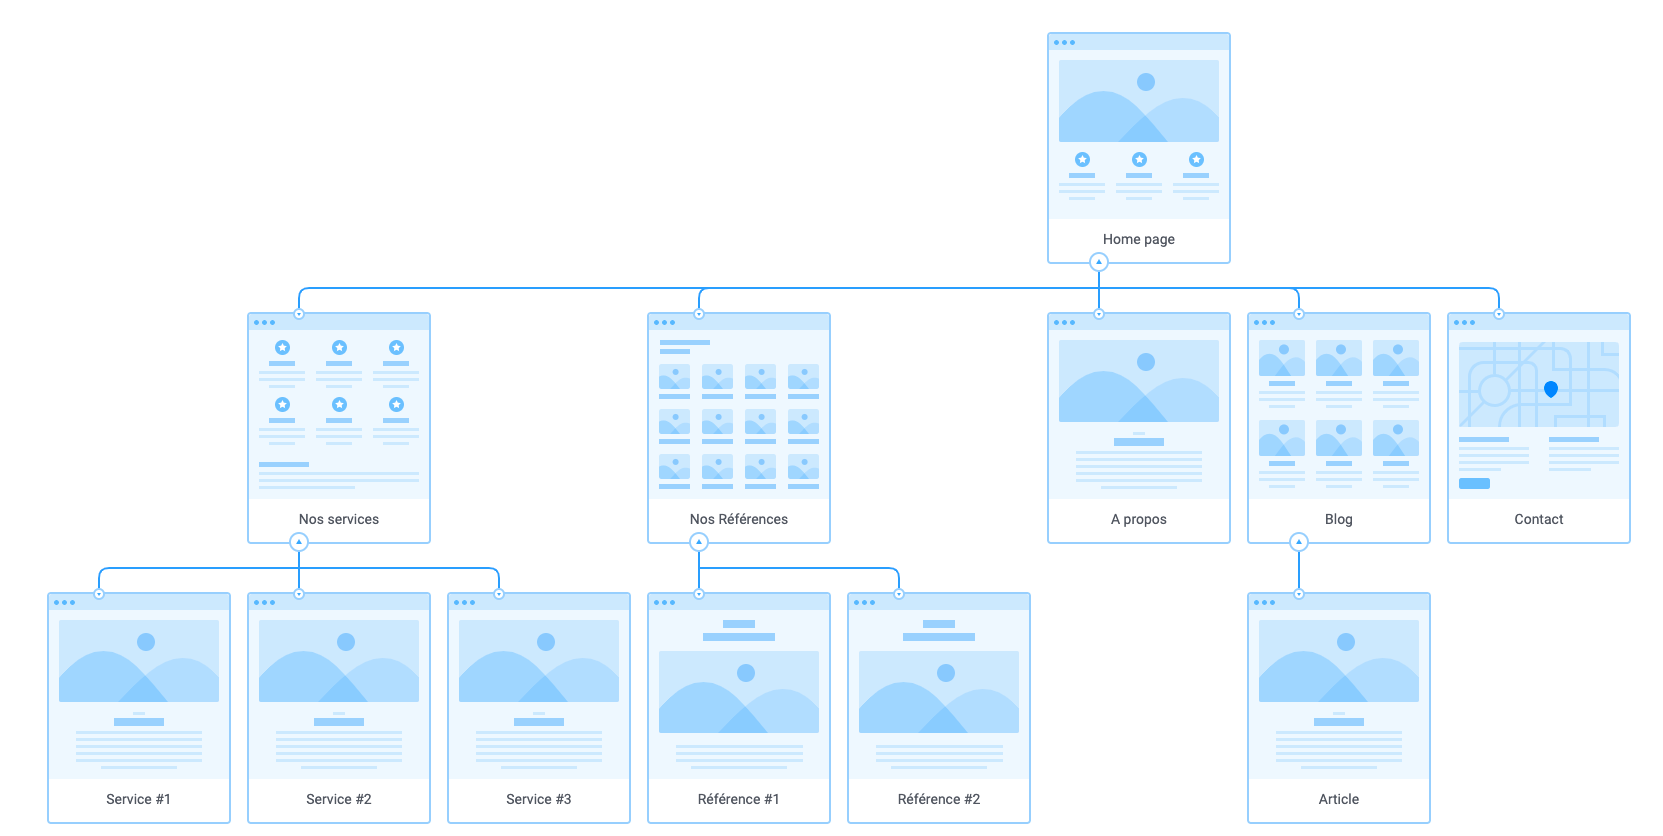 Home page
Nos services
Nos Références
A propos
Blog
Contact
Service #1
Service #2
Service #3
Référence #1
Référence #2
Article